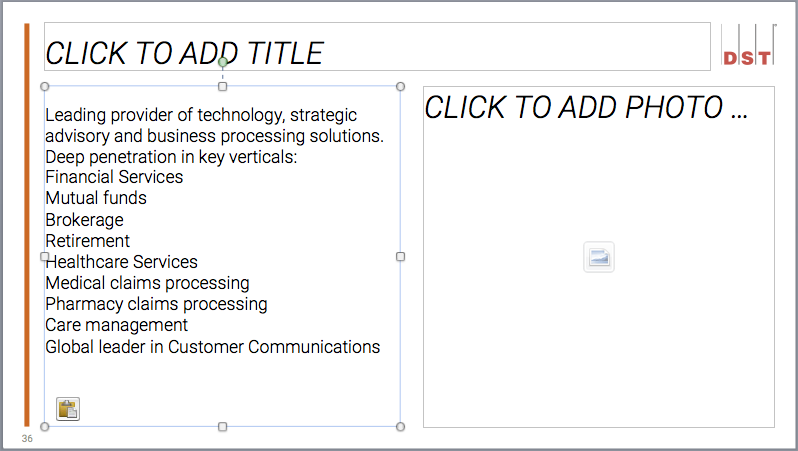 CLICK TO ADD TITLE
DST
Leading provider of technology, strategic
advisory and business processing solutions.
Deep penetration in key verticals:
Financial Services
Mutual funds
Brokerage
Retirement
Healthcare Services
Medical claims processing
Pharmacy claims processing
Care management
Global leader in Customer Communications
CLICK TO ADD PHOTO ...
36